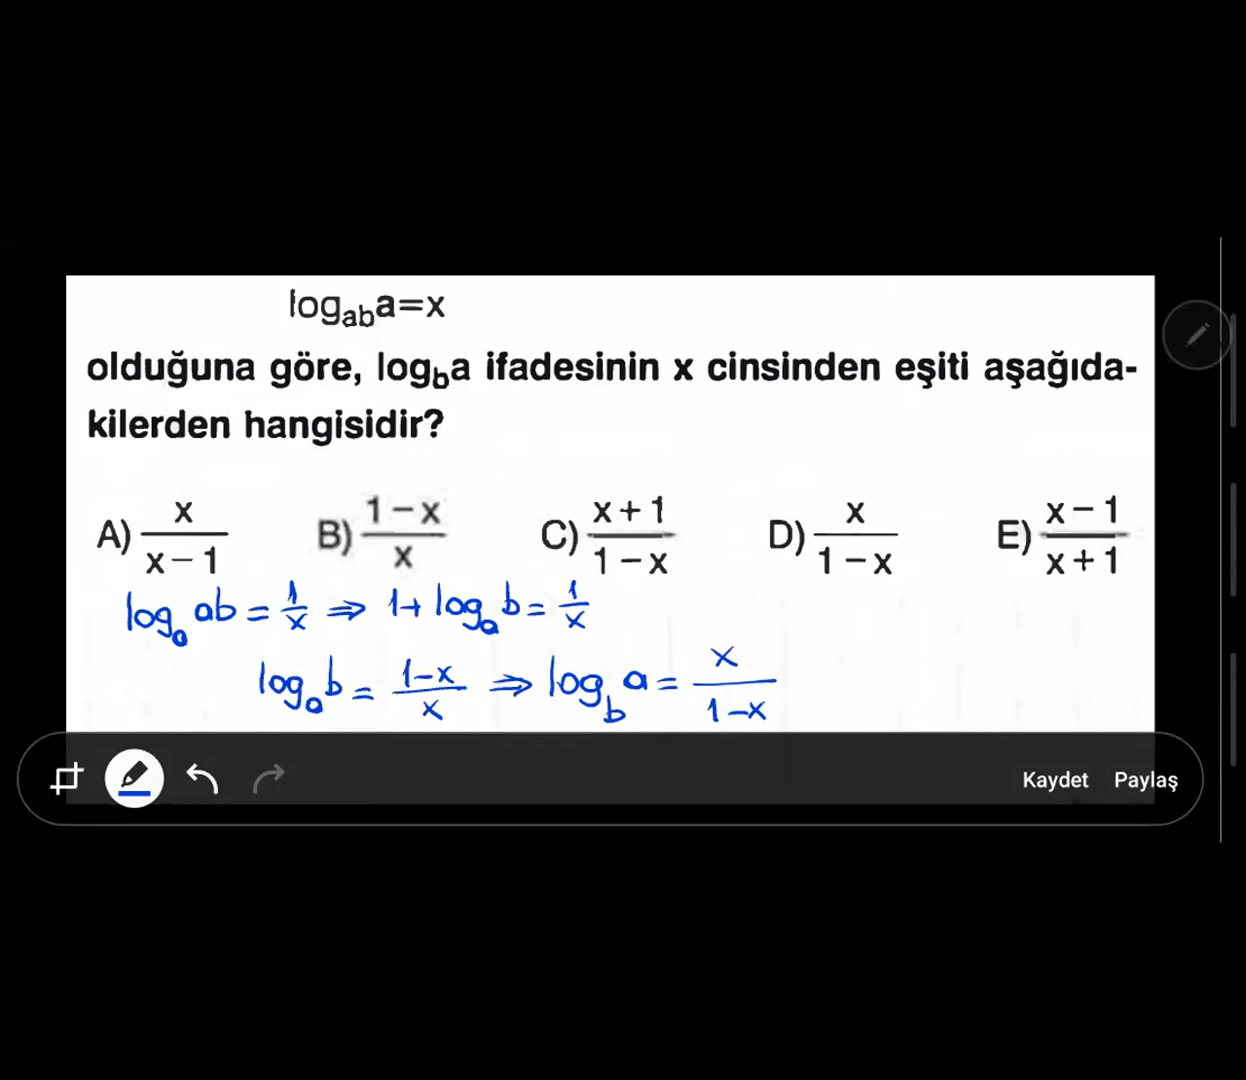 log_ab a=x
olduğuna göre, log_b a ifadesinin x cinsinden eşiti aşağıda-
kilerden hangisidir?
A) x/(x-1) B) (1-x)/x C) (x+1)/(1-x) D) x/(1-x) E) (x-1)/(x+1)
log_a ab = 1/x ⇒ 1+ log_a b = 1/x
log_a b = (1-x)/x ⇒ log_b a = x/(1-x)
Kaydet Paylaş